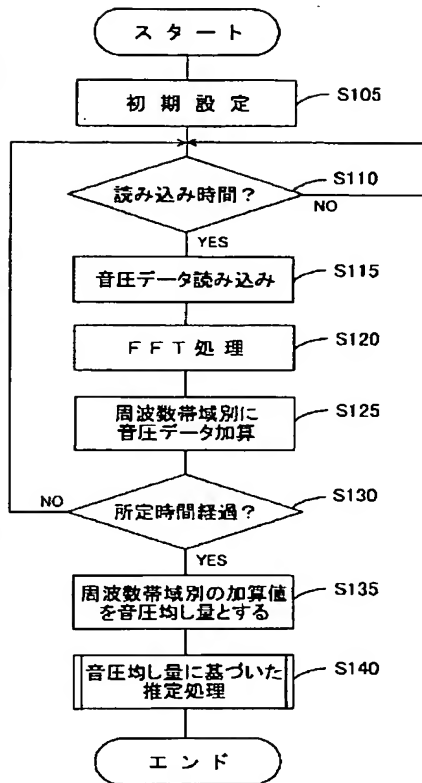 スタート
初期設定
S105
読み込み時間?
S110
NO
YES
音圧データ読み込み
S115
FFT処理
S120
周波数帯域別に
音圧データ加算
S125
所定時間経過?
S130
NO
YES
周波数帯域別の加算値
を音圧均し量とする
S135
音圧均し量に基づいた
推定処理
S140
エンド